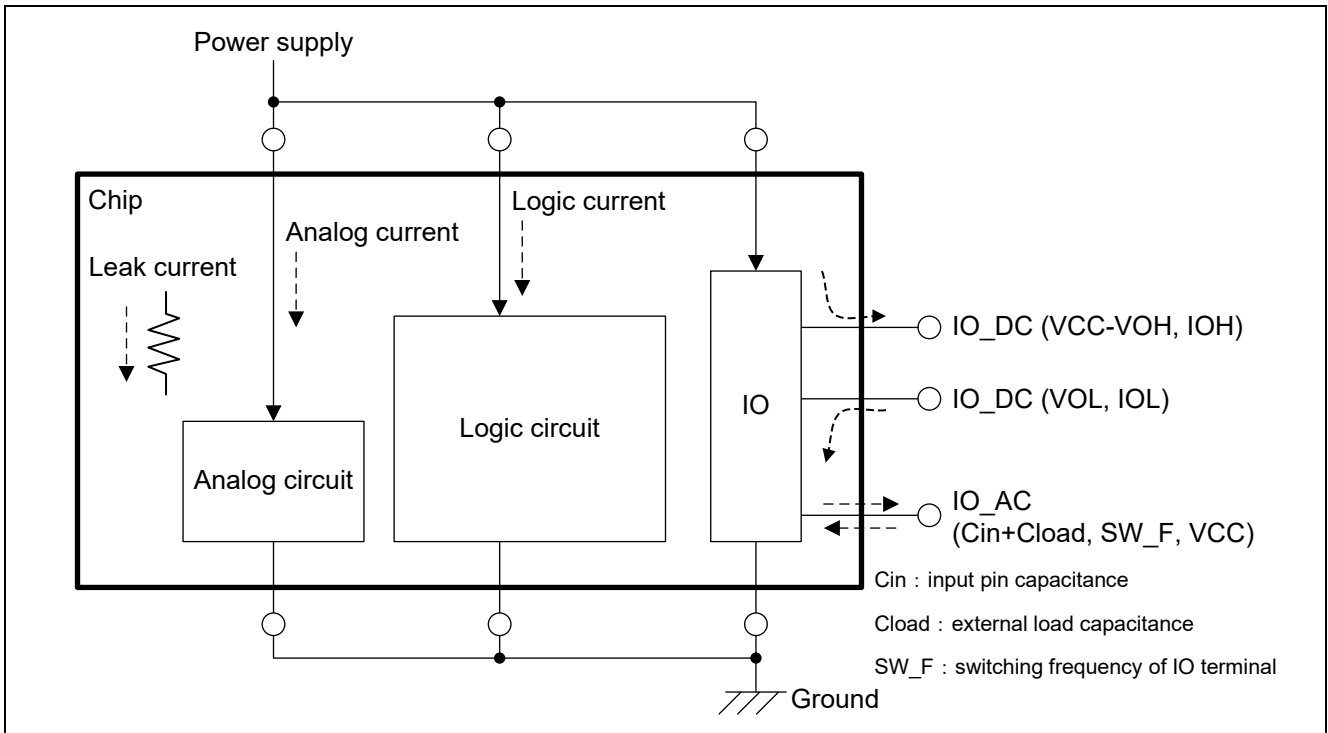 Power supply
Chip
Logic current
Analog current
Leak current
IO_DC (VCC-VOH, IOH)
IO_DC (VOL, IOL)
IO
Logic circuit
Analog circuit
IO_AC
(Cin+Cload, SW_F, VCC)
Cin : input pin capacitance
Cload : external load capacitance
SW_F : switching frequency of IO terminal
Ground